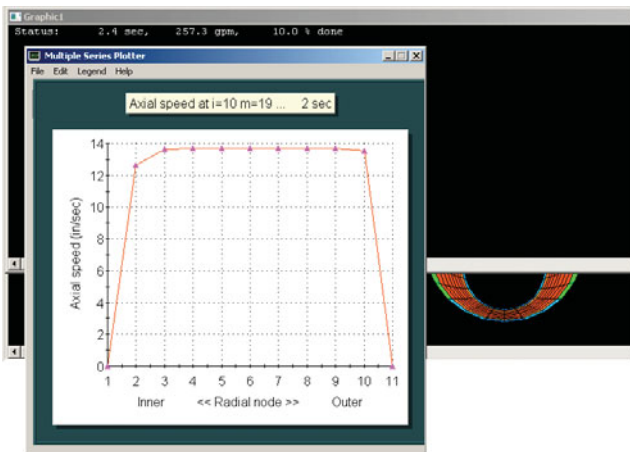 Graphic1
Status: 2.4 sec, 257.3 gpm, 10.0 % done
Multiple Series Plotter
File Edit Legend Help
Axial speed at i=10 m=19 ... 2 sec
Axial speed (in/sec)
14
12
10
8
6
4
2
0
1 2 3 4 5 6 7 8 9 10 11
Inner << Radial node >> Outer